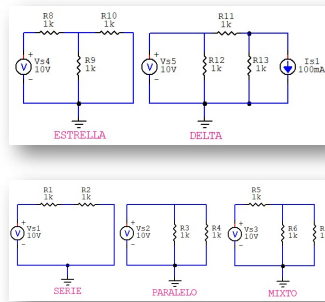 R8 R10 R11
1k 1k 1k
Vs4 R9 Vs5 R12 R13 Is1
10V 1k 10V 1k 1k 100mA
ESTRELLA DELTA
R1 R2 R5
1k 1k 1k
Vs1 Vs2 R3 R4 Vs3 R6
10V 10V 1k 1k 10V 1k
SERIE PARALELO MIXTO